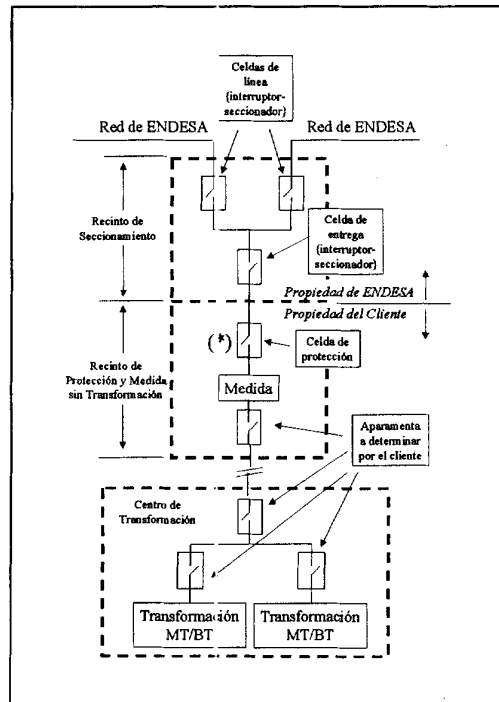 Celdas de
línea
(interruptor-
seccionador)
Red de ENDESA
Red de ENDESA
Recinto de
Seccionamiento
Celda de
entrega
(interruptor-
seccionador)
Propiedad de ENDESA
Propiedad del Cliente
(*)
Celda de
protección
Recinto de
Protección y Medida
sin Transformación
Medida
Aparamenta
a determinar
por el cliente
Centro de
Transformación
Transformación
MT/BT
Transformación
MT/BT